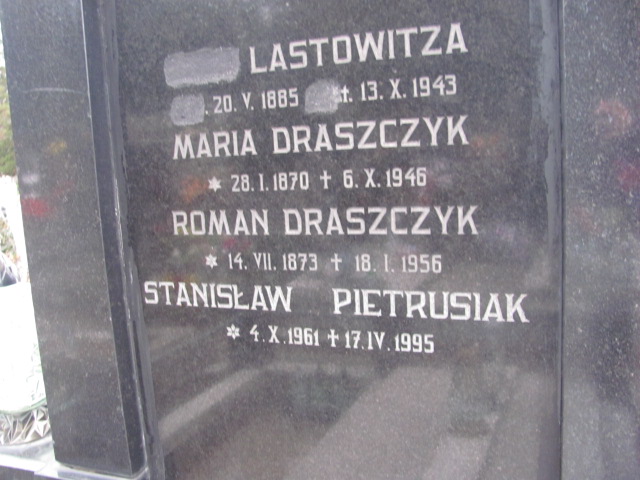 LASTOWITZA
. 20. V. 1885 †. 13. X. 1943
MARIA DRASZCZYK
* 28. I. 1870 † 6. X. 1946
ROMAN DRASZCZYK
* 14. VII. 1873 † 18. I. 1956
STANISŁAW PIETRUSIAK
* 4. X. 1961 † 17. IV. 1995